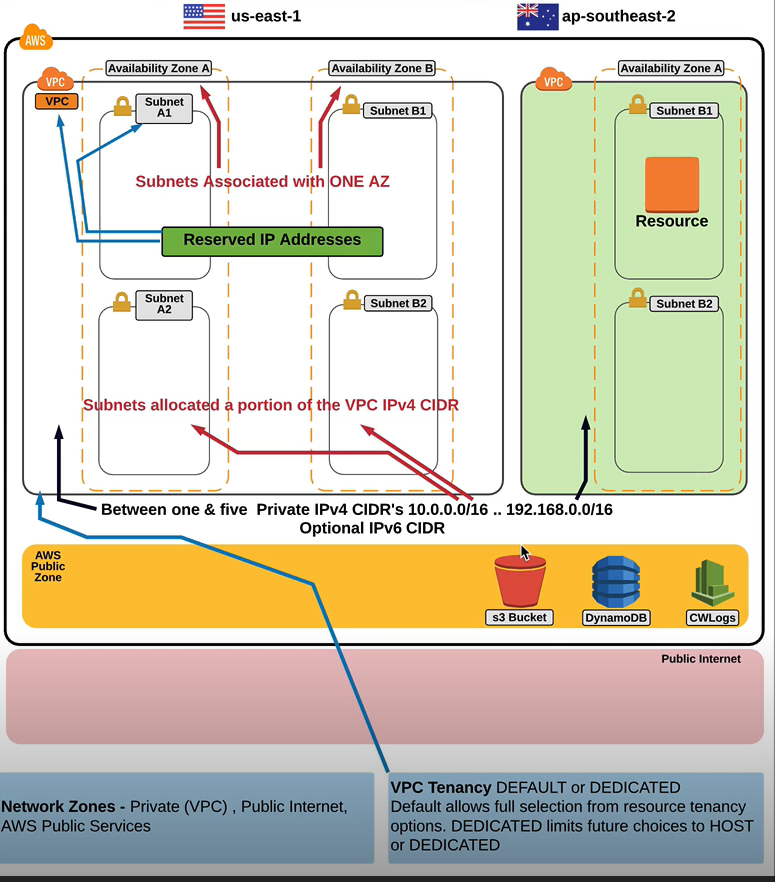 us-east-1
ap-southeast-2
AWS
Availability Zone A
Availability Zone B
Availability Zone A
VPC
VPC
VPC
Subnet
A1
Subnet B1
Subnet B1
Subnets Associated with ONE AZ
Resource
Reserved IP Addresses
Subnet
A2
Subnet B2
Subnet B2
Subnets allocated a portion of the VPC IPv4 CIDR
Between one & five Private IPv4 CIDR's 10.0.0.0/16 .. 192.168.0.0/16
Optional IPv6 CIDR
AWS
Public
Zone
s3 Bucket
DynamoDB
CWLogs
Public Internet
Network Zones - Private (VPC) , Public Internet,
AWS Public Services
VPC Tenancy DEFAULT or DEDICATED
Default allows full selection from resource tenancy
options. DEDICATED limits future choices to HOST
or DEDICATED